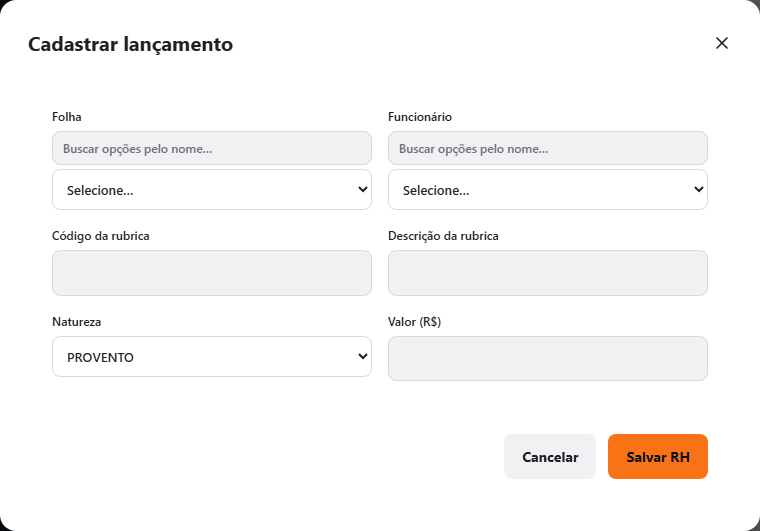 Cadastrar lançamento
Folha
Funcionário
Buscar opções pelo nome...
Buscar opções pelo nome...
Selecione...
Selecione...
Código da rubrica
Descrição da rubrica
Natureza
Valor (R$)
PROVENTO
Cancelar
Salvar RH